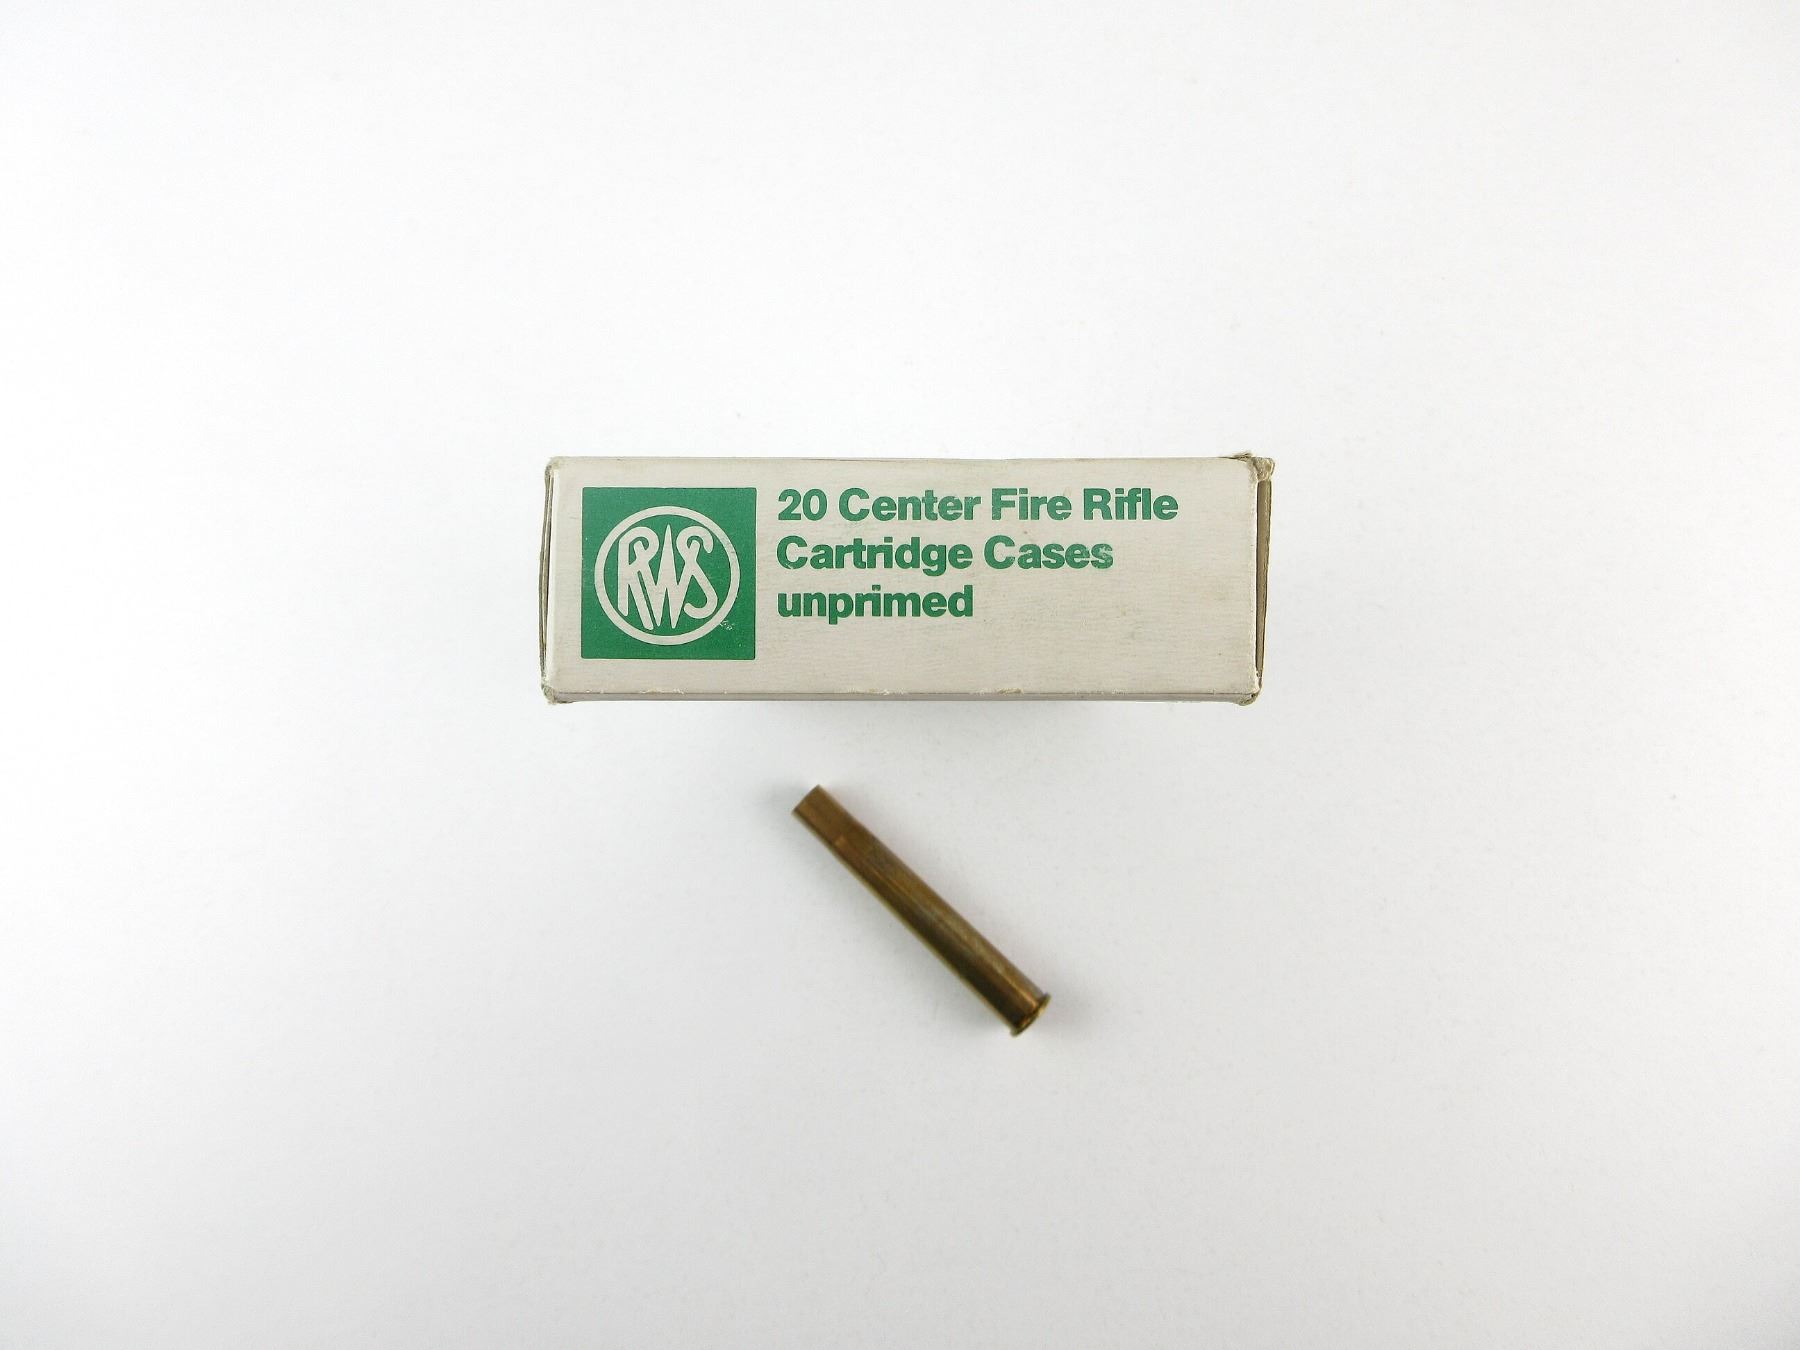 RWS
20 Center Fire Rifle
Cartridge Cases
unprimed